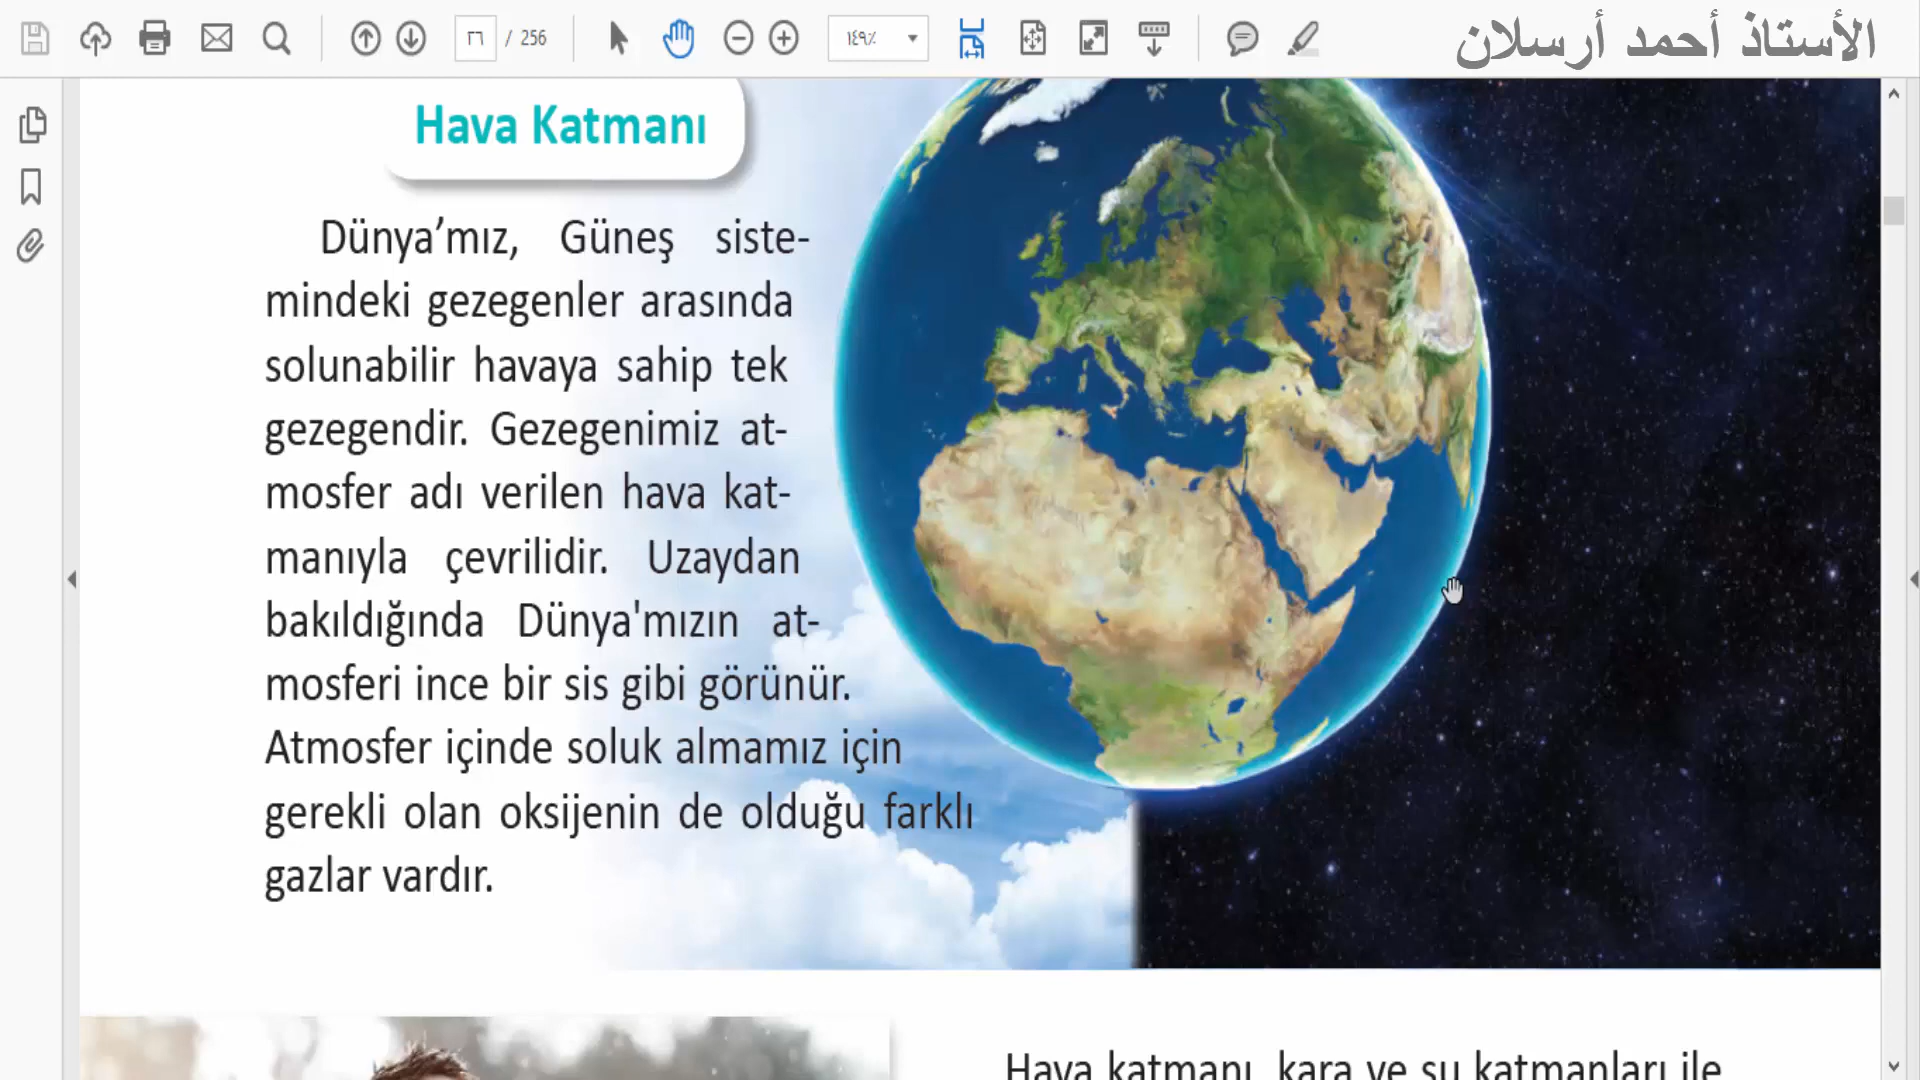 ٢٦ / 256
١٤٩٪
الأستاذ أحمد أرسلان
Hava Katmanı
Dünya’mız, Güneş siste-
mindeki gezegenler arasında
solunabilir havaya sahip tek
gezegendir. Gezegenimiz at-
mosfer adı verilen hava kat-
manıyla çevrilidir. Uzaydan
bakıldığında Dünya'mızın at-
mosferi ince bir sis gibi görünür.
Atmosfer içinde soluk almamız için
gerekli olan oksijenin de olduğu farklı
gazlar vardır.
Hava katmanı, kara ve su katmanları ile